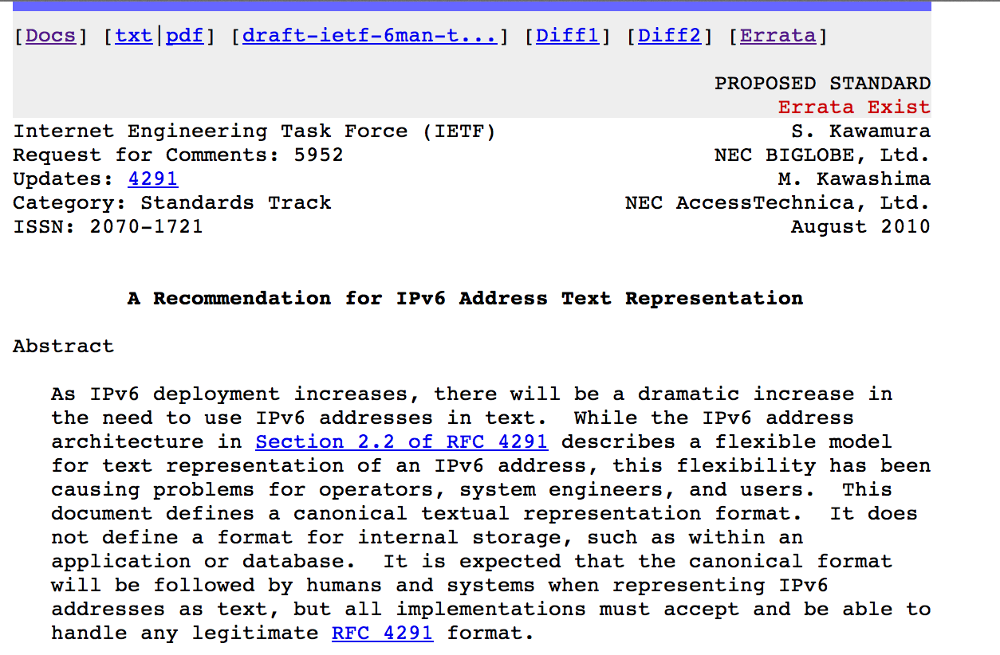 [Docs] [txt|pdf] [draft-ietf-6man-t...] [Diff1] [Diff2] [Errata]
PROPOSED STANDARD
Errata Exist
Internet Engineering Task Force (IETF) S. Kawamura
Request for Comments: 5952 NEC BIGLOBE, Ltd.
Updates: 4291 M. Kawashima
Category: Standards Track NEC AccessTechnica, Ltd.
ISSN: 2070-1721 August 2010
A Recommendation for IPv6 Address Text Representation
Abstract
As IPv6 deployment increases, there will be a dramatic increase in
the need to use IPv6 addresses in text. While the IPv6 address
architecture in Section 2.2 of RFC 4291 describes a flexible model
for text representation of an IPv6 address, this flexibility has been
causing problems for operators, system engineers, and users. This
document defines a canonical textual representation format. It does
not define a format for internal storage, such as within an
application or database. It is expected that the canonical format
will be followed by humans and systems when representing IPv6
addresses as text, but all implementations must accept and be able to
handle any legitimate RFC 4291 format.